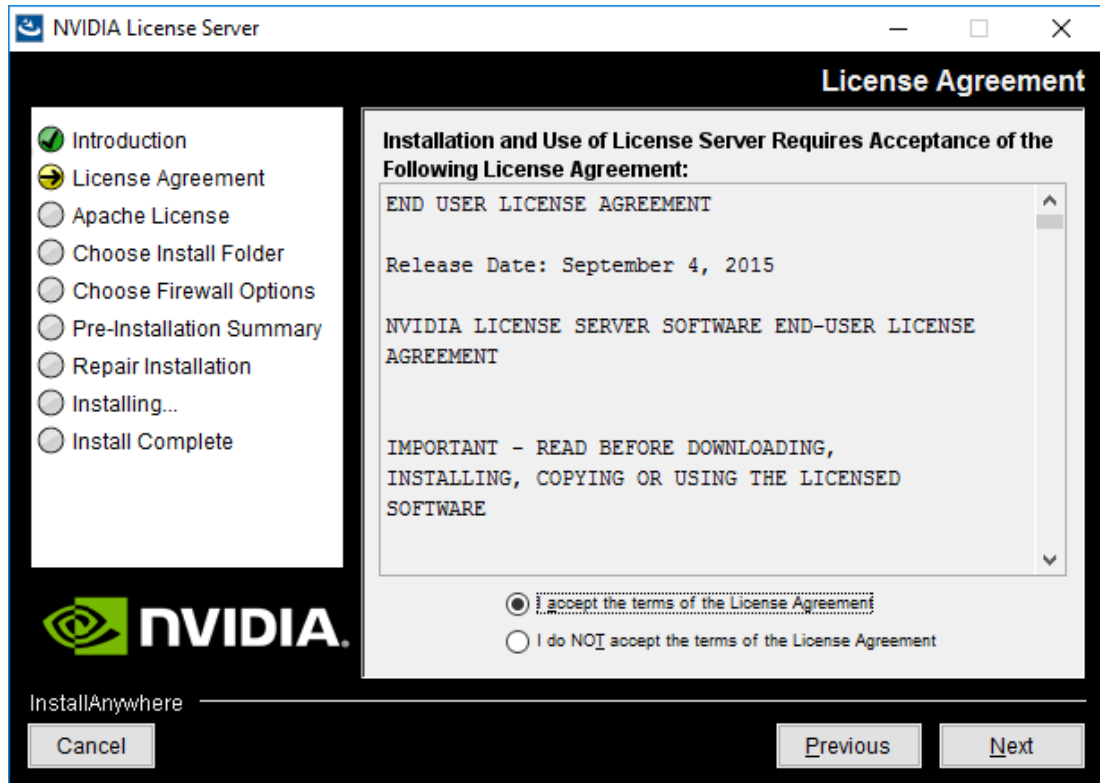 NVIDIA License Server
License Agreement
Introduction
License Agreement
Apache License
Choose Install Folder
Choose Firewall Options
Pre-Installation Summary
Repair Installation
Installing...
Install Complete
Installation and Use of License Server Requires Acceptance of the
Following License Agreement:
END USER LICENSE AGREEMENT
Release Date: September 4, 2015
NVIDIA LICENSE SERVER SOFTWARE END-USER LICENSE
AGREEMENT
IMPORTANT - READ BEFORE DOWNLOADING,
INSTALLING, COPYING OR USING THE LICENSED
SOFTWARE
I accept the terms of the License Agreement
I do NOT accept the terms of the License Agreement
NVIDIA.
InstallAnywhere
Cancel
Previous
Next